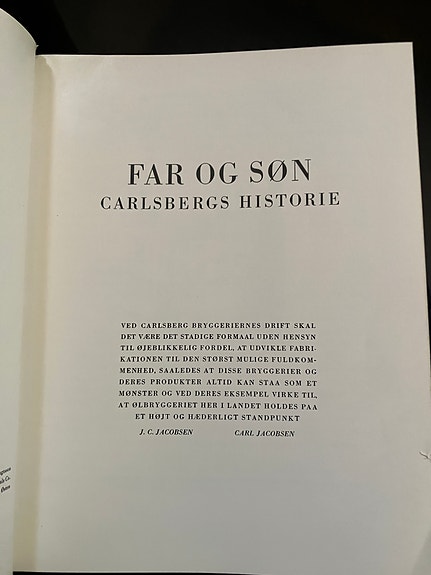 FAR OG SØN
CARLSBERGS HISTORIE
VED CARLSBERG BRYGGERIERNES DRIFT SKAL
DET VÆRE DET STADIGE FORMAAL UDEN HENSYN
TIL ØJEBLIKKELIG FORDEL, AT UDVIKLE FABRI-
KATIONEN TIL DEN STØRST MULIGE FULDKOM-
MENHED, SAALEDES AT DISSE BRYGGERIER OG
DERES PRODUKTER ALTID KAN STAA SOM ET
MØNSTER OG VED DERES EKSEMPEL VIRKE TIL,
AT ØLBRYGGERIET HER I LANDET HOLDES PAA
ET HØJT OG HÆDERLIGT STANDPUNKT
J. C. JACOBSEN CARL JACOBSEN
Co.